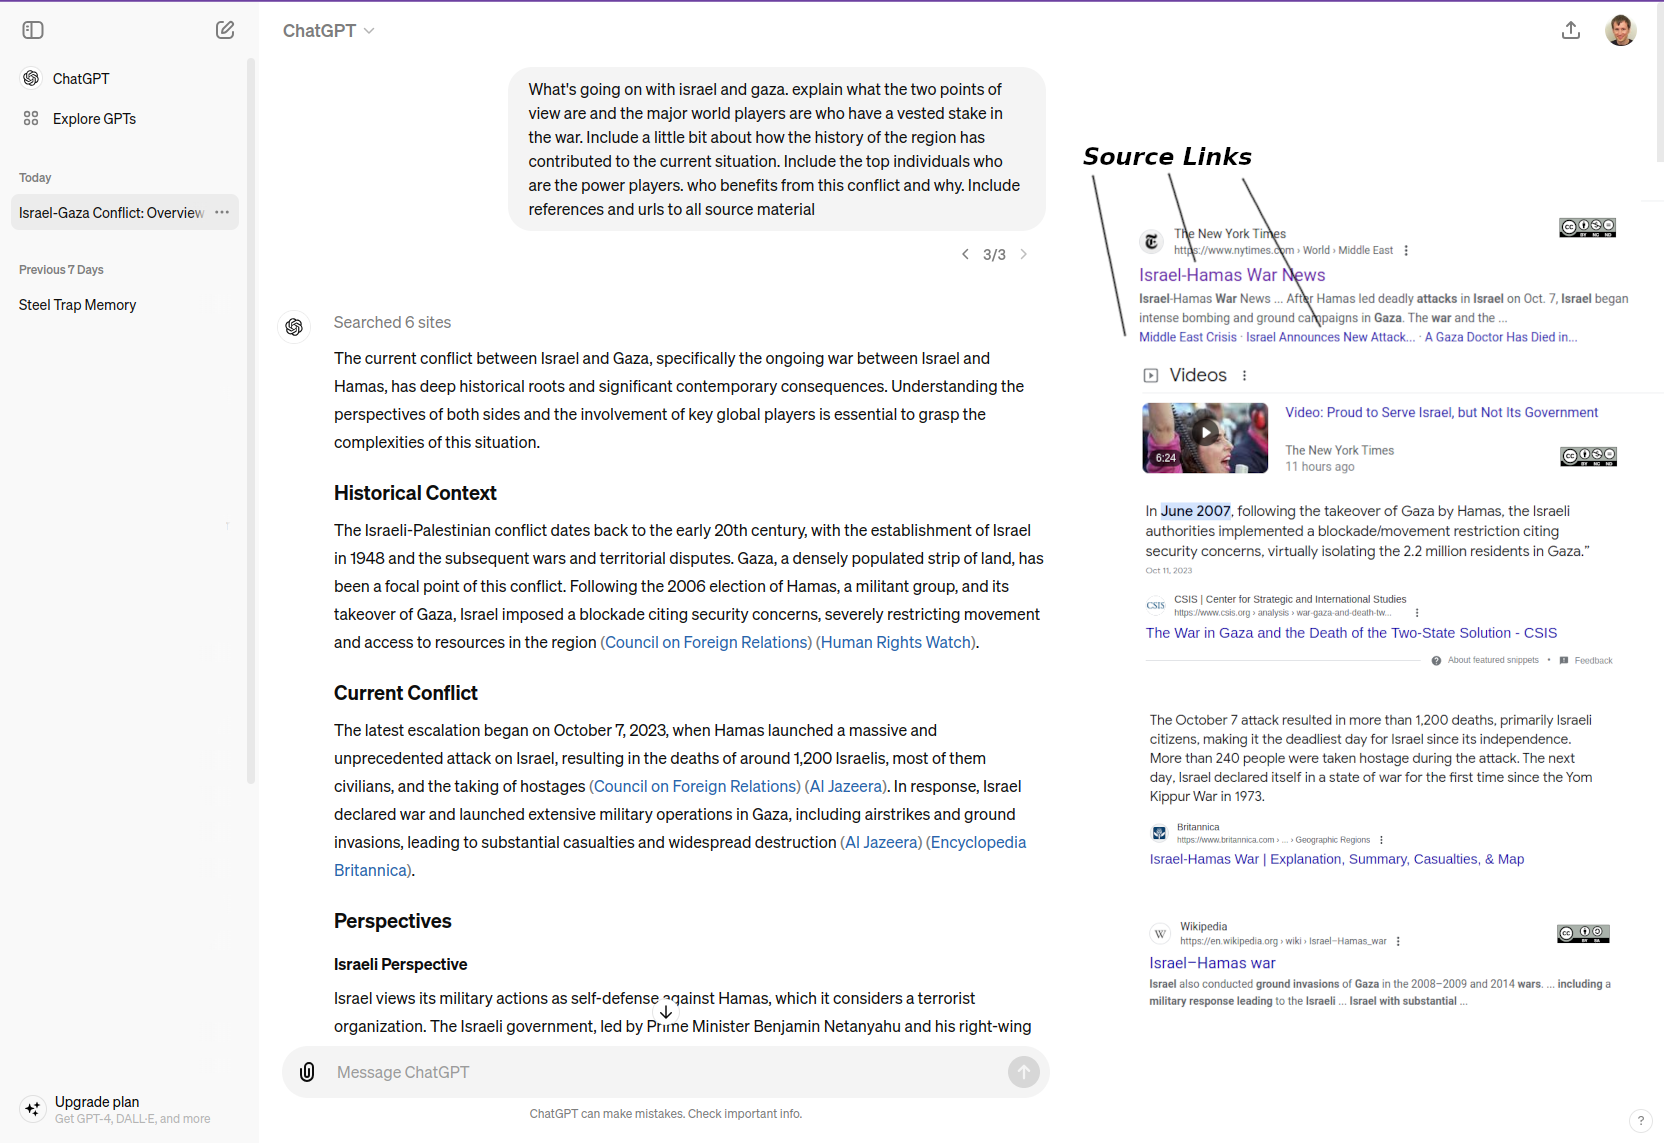 ChatGPT
Explore GPTs
Today
Israel-Gaza Conflict: Overview
Previous 7 Days
Steel Trap Memory
Upgrade plan
Get GPT-4, DALL·E, and more
ChatGPT
What's going on with israel and gaza. explain what the two points of
view are and the major world players are who have a vested stake in
the war. Include a little bit about how the history of the region has
contributed to the current situation. Include the top individuals who
are the power players. who benefits from this conflict and why. Include
references and urls to all source material
3/3
Searched 6 sites
The current conflict between Israel and Gaza, specifically the ongoing war between Israel and
Hamas, has deep historical roots and significant contemporary consequences. Understanding the
perspectives of both sides and the involvement of key global players is essential to grasp the
complexities of this situation.
Historical Context
The Israeli-Palestinian conflict dates back to the early 20th century, with the establishment of Israel
in 1948 and the subsequent wars and territorial disputes. Gaza, a densely populated strip of land, has
been a focal point of this conflict. Following the 2006 election of Hamas, a militant group, and its
takeover of Gaza, Israel imposed a blockade citing security concerns, severely restricting movement
and access to resources in the region (Council on Foreign Relations) (Human Rights Watch).
Current Conflict
The latest escalation began on October 7, 2023, when Hamas launched a massive and
unprecedented attack on Israel, resulting in the deaths of around 1,200 Israelis, most of them
civilians, and the taking of hostages (Council on Foreign Relations) (Al Jazeera). In response, Israel
declared war and launched extensive military operations in Gaza, including airstrikes and ground
invasions, leading to substantial casualties and widespread destruction (Al Jazeera) (Encyclopedia
Britannica).
Perspectives
Israeli Perspective
Israel views its military actions as self-defense against Hamas, which it considers a terrorist
organization. The Israeli government, led by Prime Minister Benjamin Netanyahu and his right-wing
Message ChatGPT
ChatGPT can make mistakes. Check important info.
Source Links
The New York Times
https://www.nytimes.com › World › Middle East
CC BY NC ND
Israel-Hamas War News
Israel-Hamas War News ... After Hamas led deadly attacks in Israel on Oct. 7, Israel began
intense bombing and ground campaigns in Gaza. The war and the ...
Middle East Crisis · Israel Announces New Attack... · A Gaza Doctor Has Died in...
Videos
6:24
Video: Proud to Serve Israel, but Not Its Government
The New York Times
11 hours ago
CC BY NC ND
In June 2007, following the takeover of Gaza by Hamas, the Israeli
authorities implemented a blockade/movement restriction citing
security concerns, virtually isolating the 2.2 million residents in Gaza.”
Oct 11, 2023
CSIS
CSIS | Center for Strategic and International Studies
https://www.csis.org › analysis › war-gaza-and-death-tw...
The War in Gaza and the Death of the Two-State Solution - CSIS
About featured snippets • Feedback
The October 7 attack resulted in more than 1,200 deaths, primarily Israeli
citizens, making it the deadliest day for Israel since its independence.
More than 240 people were taken hostage during the attack. The next
day, Israel declared itself in a state of war for the first time since the Yom
Kippur War in 1973.
Britannica
https://www.britannica.com › ... › Geographic Regions
Israel-Hamas War | Explanation, Summary, Casualties, & Map
W
Wikipedia
https://en.wikipedia.org › wiki › Israel–Hamas_war
CC BY SA
Israel–Hamas war
Israel also conducted ground invasions of Gaza in the 2008–2009 and 2014 wars. ... including a
military response leading to the Israeli ... Israel with substantial ...
?